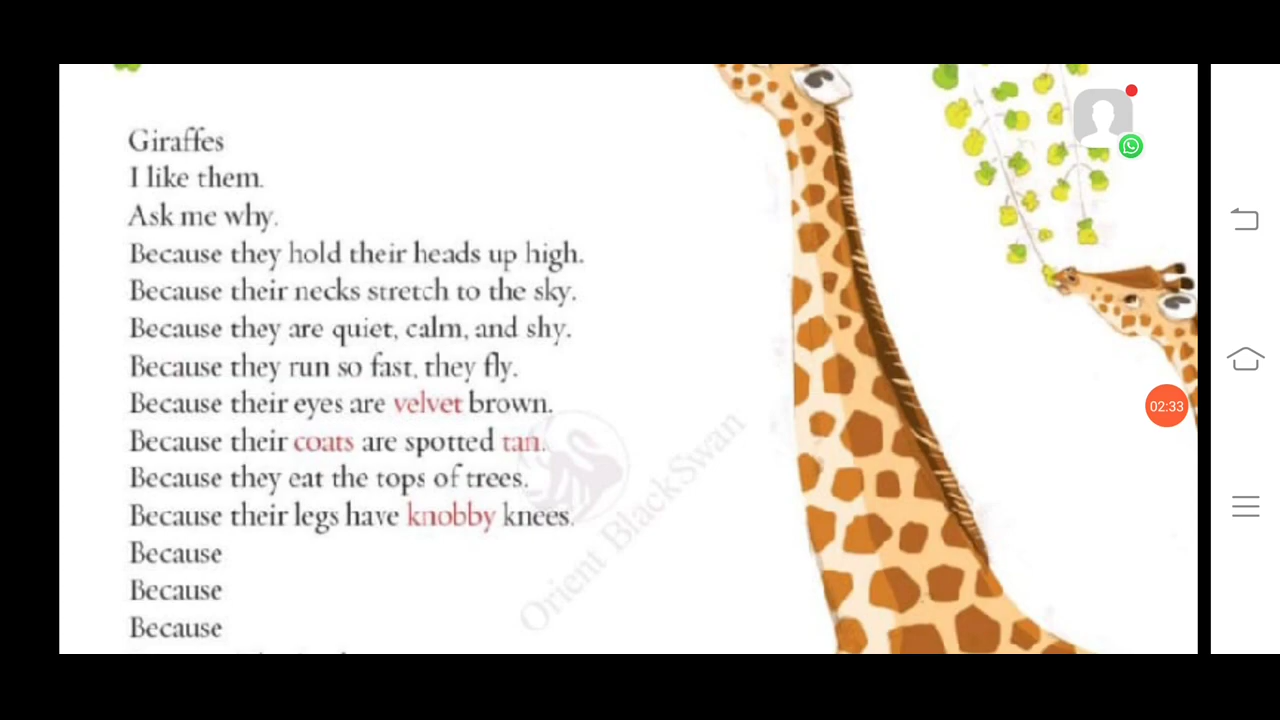 Giraffes
I like them.
Ask me why.
Because they hold their heads up high.
Because their necks stretch to the sky.
Because they are quiet, calm, and shy.
Because they run so fast, they fly.
Because their eyes are velvet brown.
Because their coats are spotted tan.
Because they eat the tops of trees.
Because their legs have knobby knees.
Because
Because
Because
Orient BlackSwan
02:33